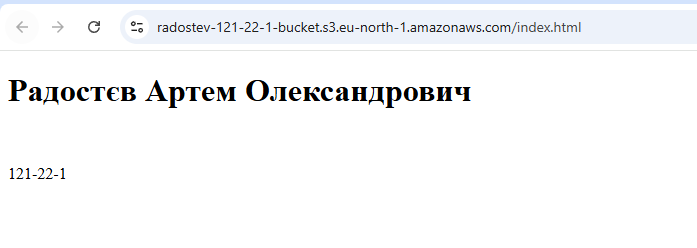 radostev-121-22-1-bucket.s3.eu-north-1.amazonaws.com/index.html
Радостєв Артем Олександрович
121-22-1